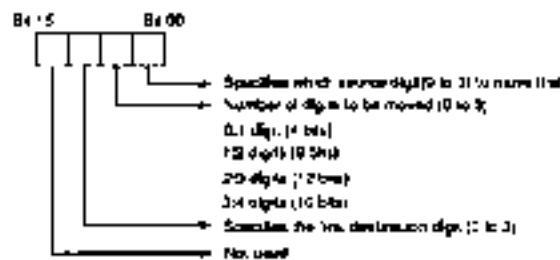 Bit 15 Bit 00
Specifies which source digit (0 to 3) to move first
Number of digits to be moved (0 to 3)
0:1 digit (4 bits)
1:2 digits (8 bits)
2:3 digits (12 bits)
3:4 digits (16 bits)
Specifies the first destination digit (0 to 3)
Not used